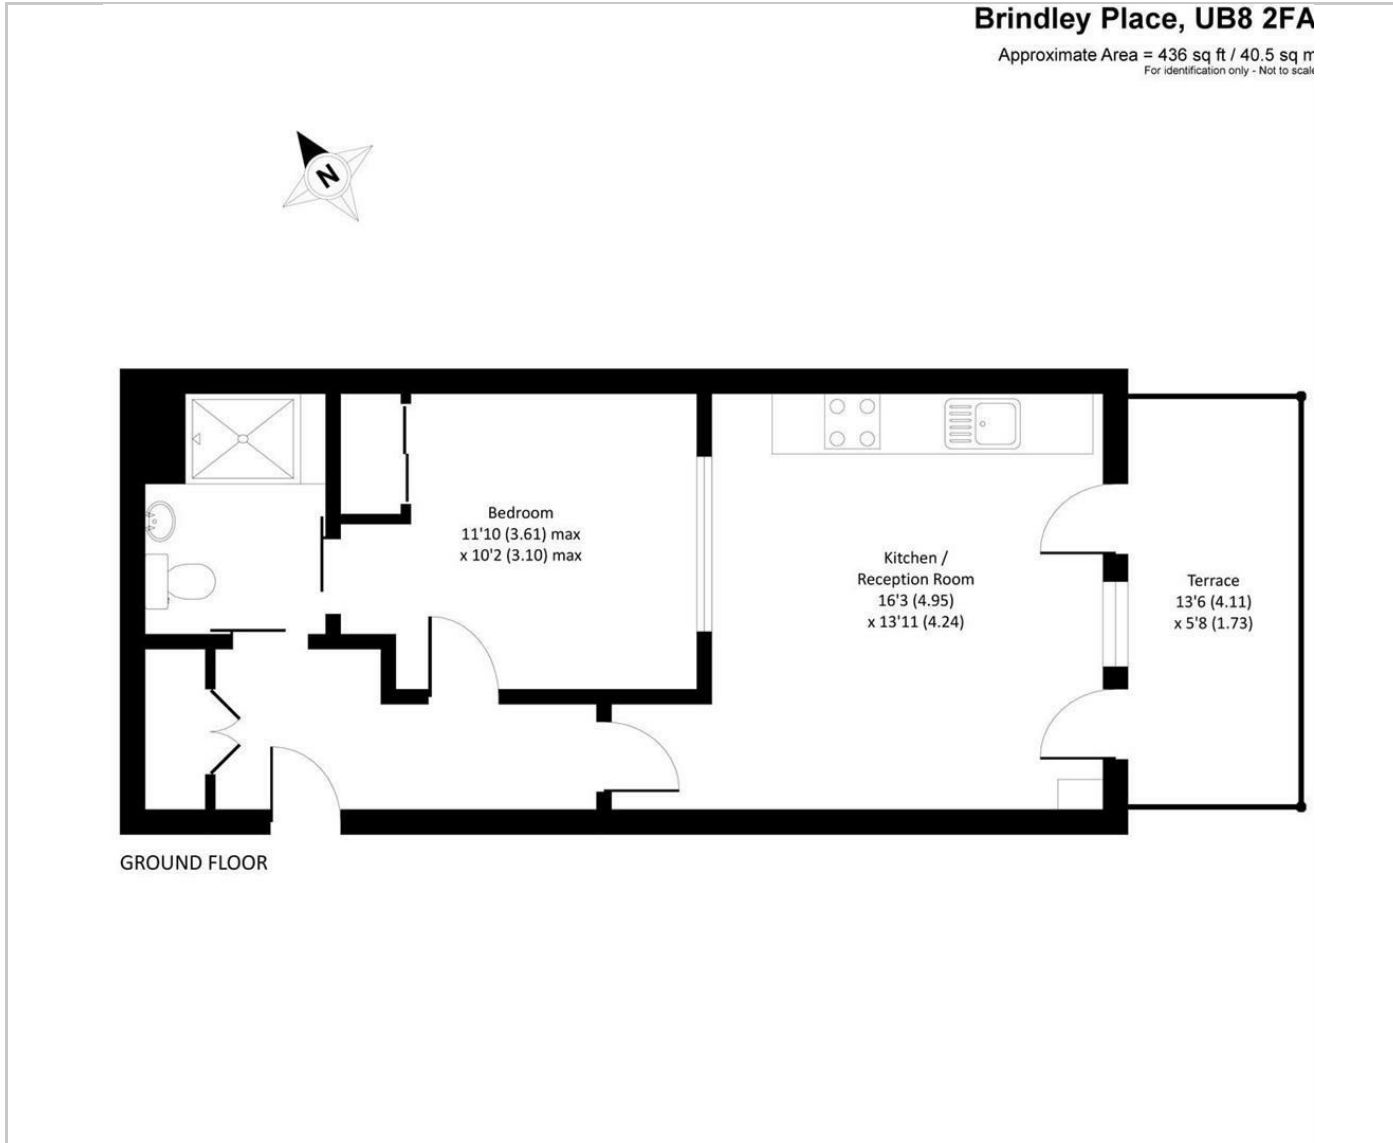 Brindley Place, UB8 2FA
Approximate Area = 436 sq ft / 40.5 sq m
For identification only - Not to scale
N
Bedroom
11'10 (3.61) max
x 10'2 (3.10) max
Kitchen /
Reception Room
16'3 (4.95)
x 13'11 (4.24)
Terrace
13'6 (4.11)
x 5'8 (1.73)
GROUND FLOOR